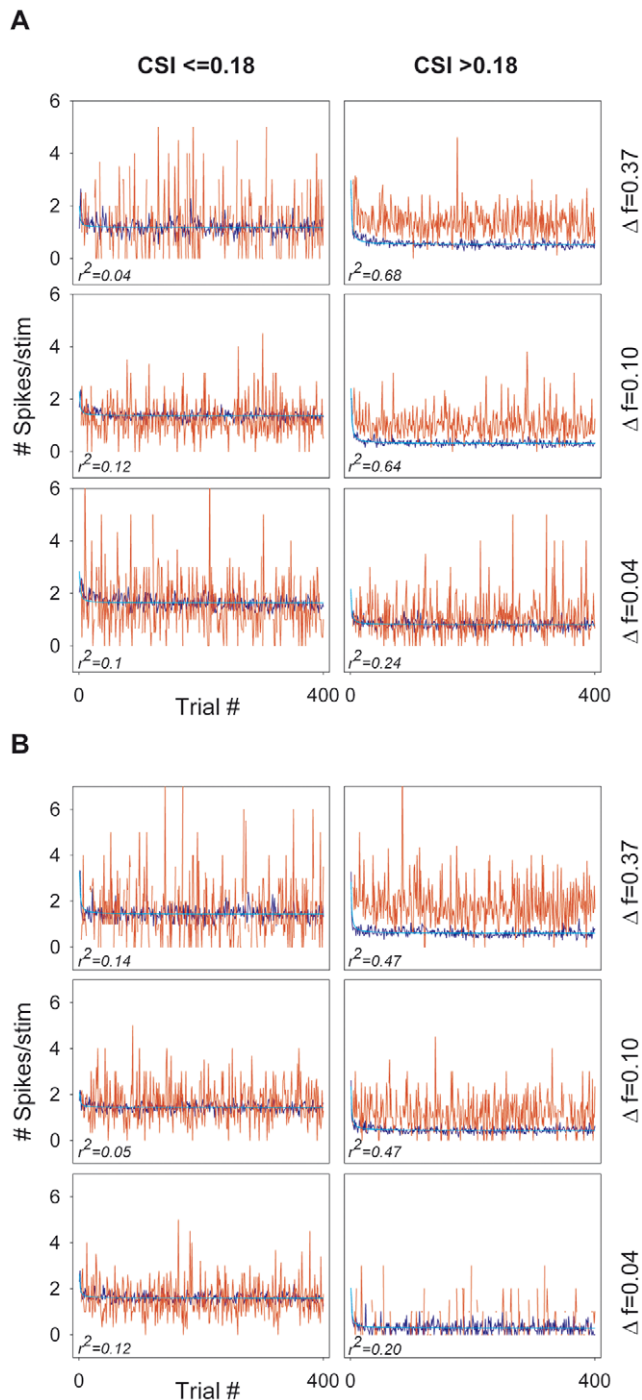 A
CSI <=0.18
CSI >0.18
6
4
2
0
r²=0.04
r²=0.68
Δ f=0.37
6
4
2
0
r²=0.12
r²=0.64
Δ f=0.10
# Spikes/stim
6
4
2
0
r²=0.1
r²=0.24
Δ f=0.04
0
400
0
400
Trial #
B
6
4
2
0
r²=0.14
r²=0.47
Δ f=0.37
6
4
2
0
r²=0.05
r²=0.47
Δ f=0.10
# Spikes/stim
6
4
2
0
r²=0.12
r²=0.20
Δ f=0.04
0
400
0
400
Trial #